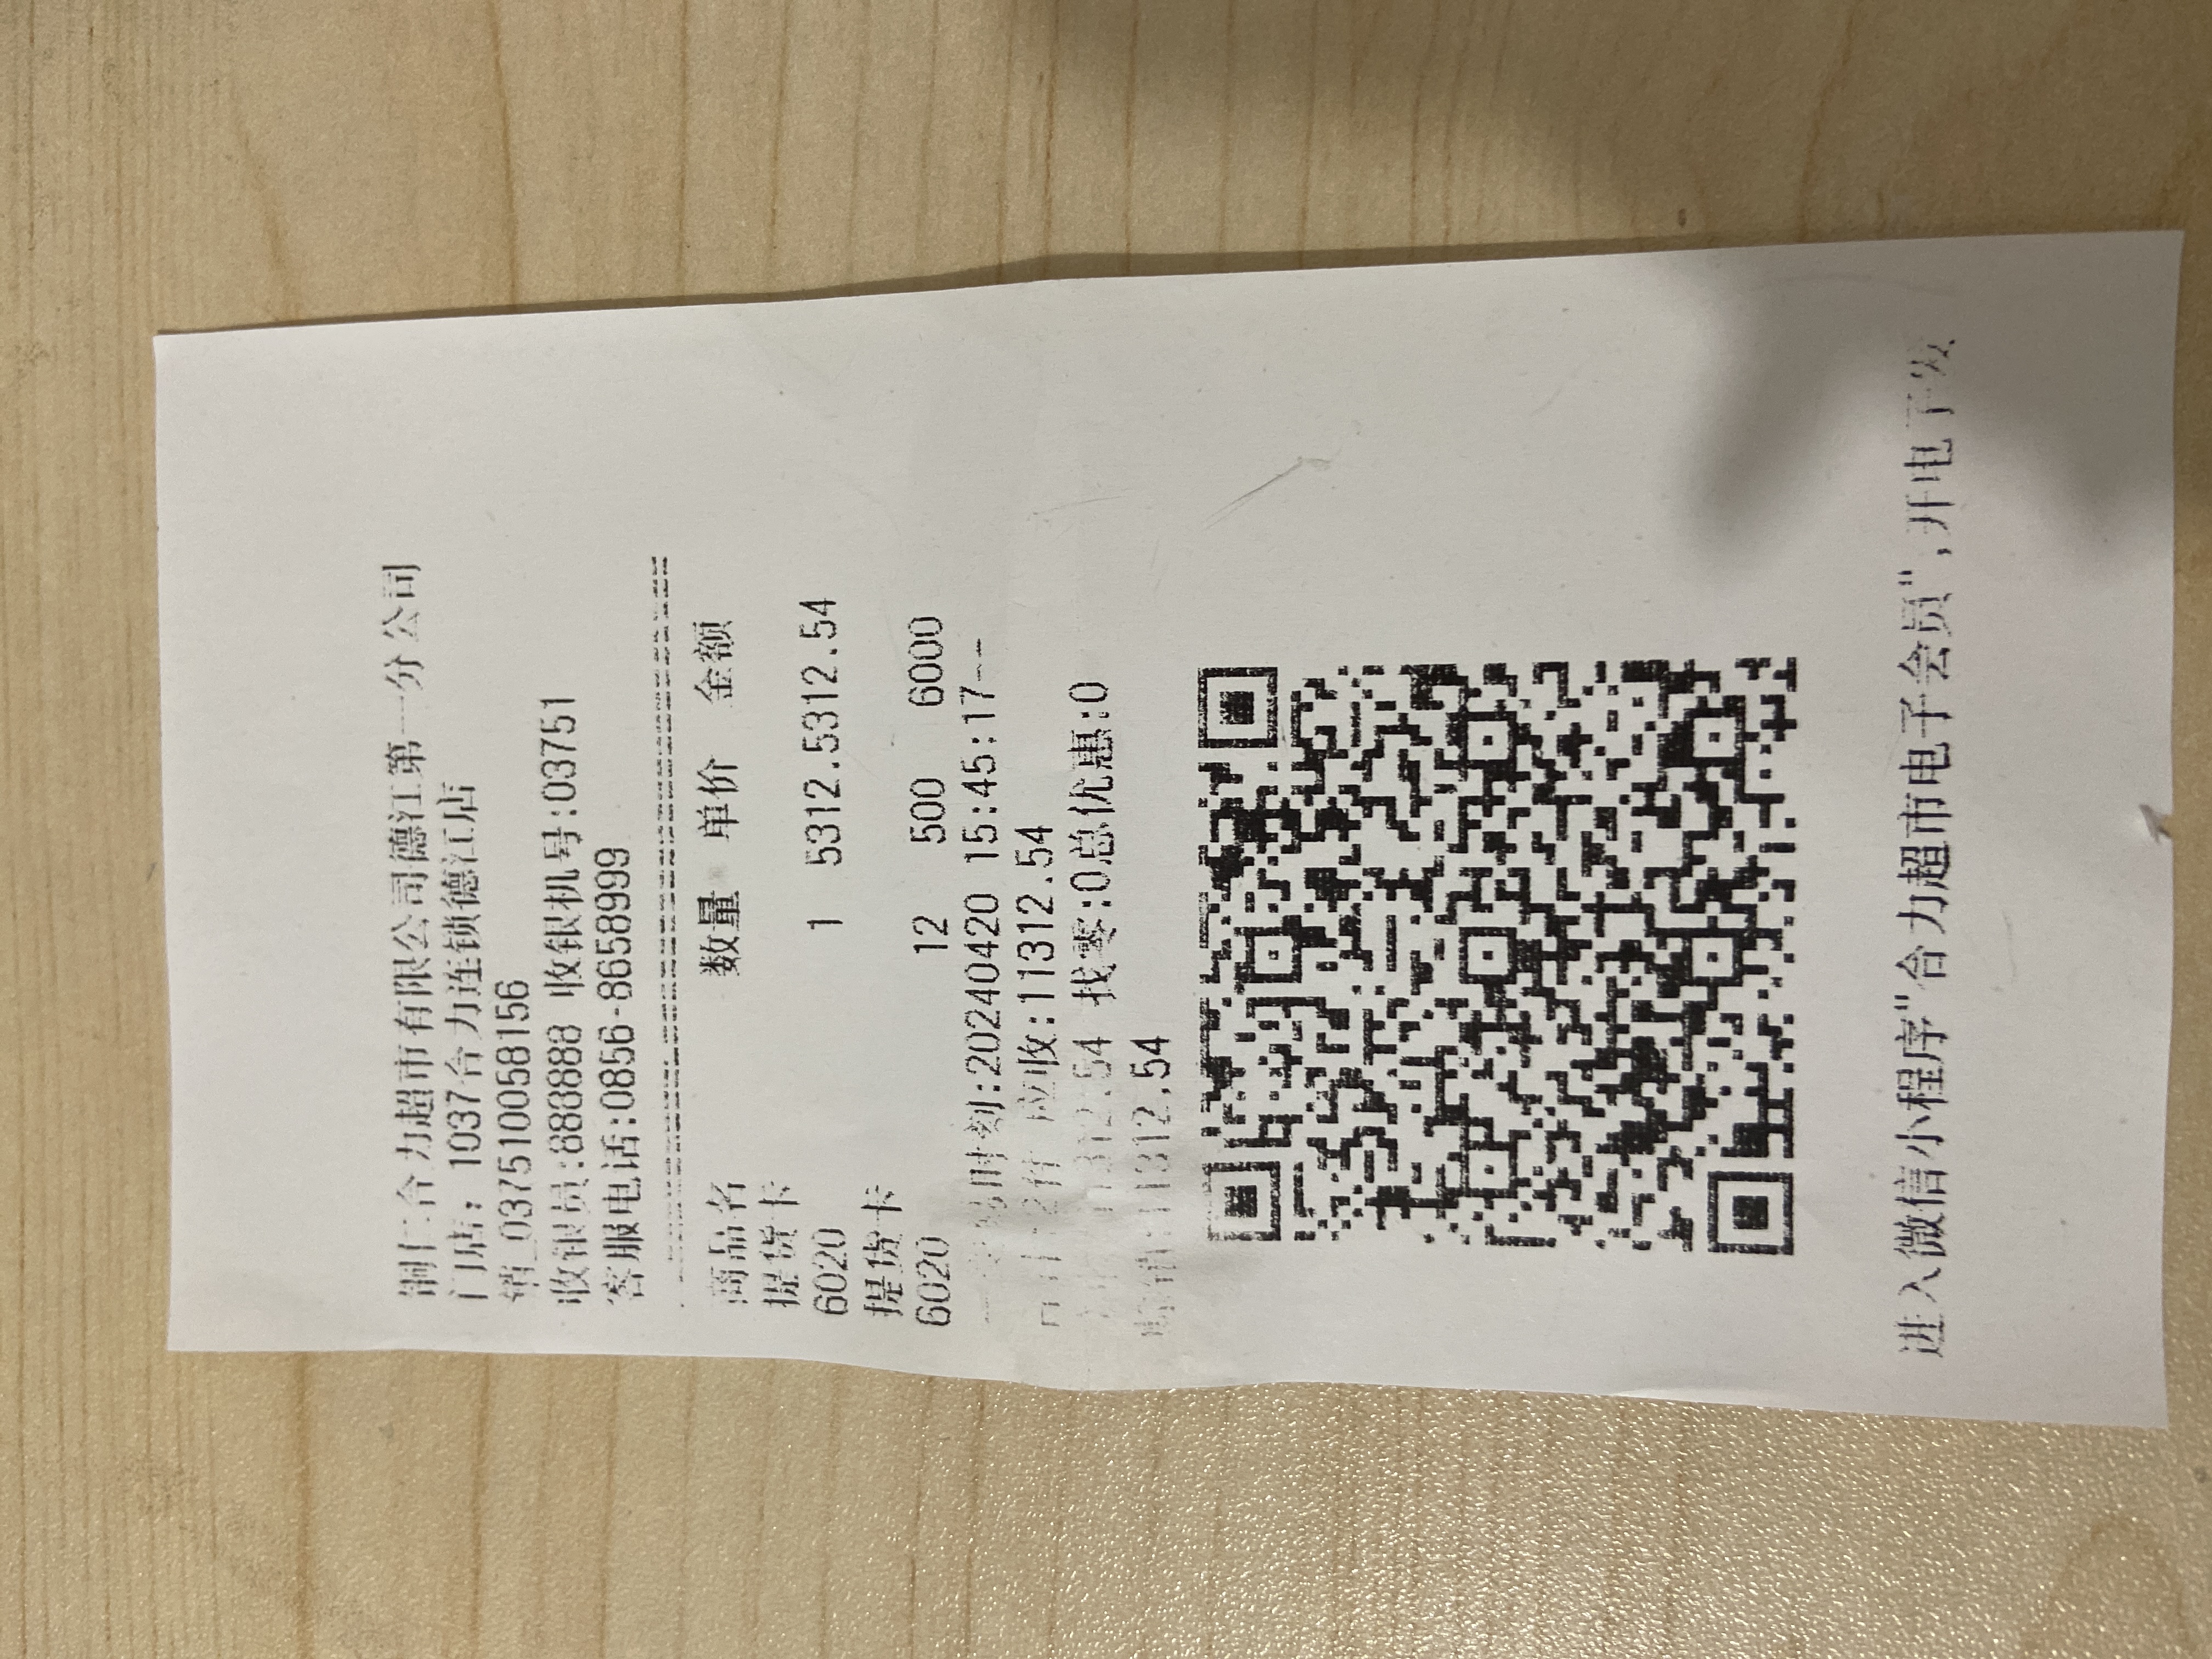 铜仁合力超市有限公司德江第一分公司
门店：1037合力连锁德江店
销_0375100581​56
收银员:888888 收银机号:03751
客服电话:0856-86589999
商品名 数量 单价 金额
提货卡
6020 1 5312.5312.54
提货卡
6020 12 500 6000
时刻:20240420 15:45:17--
应收:11312.54
找零:0总优惠:0
:11312.54
进入微信小程序"合力超市电子会员",开电子发